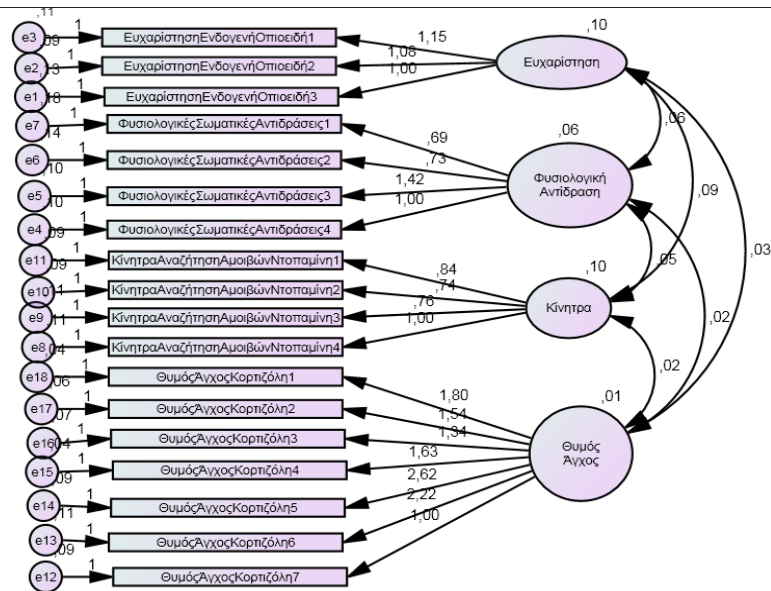 ,11
e3 1 ΕυχαρίστησηΕνδογενήΟπιοειδή1 1,15
,09
e2 1 ΕυχαρίστησηΕνδογενήΟπιοειδή2 1,08
,13
e1 1 ΕυχαρίστησηΕνδογενήΟπιοειδή3 1,00
,10
Ευχαρίστηση
,18
e7 1 ΦυσιολογικέςΣωματικέςΑντιδράσεις1 ,69
,14
e6 1 ΦυσιολογικέςΣωματικέςΑντιδράσεις2 ,73
,10
e5 1 ΦυσιολογικέςΣωματικέςΑντιδράσεις3 1,42
,10
e4 1 ΦυσιολογικέςΣωματικέςΑντιδράσεις4 1,00
,06
Φυσιολογική
Αντίδραση
,09
e11 1 ΚίνητραΑναζήτησηΑμοιβώνΝτοπαμίνη1 ,84
,09
e10 1 ΚίνητραΑναζήτησηΑμοιβώνΝτοπαμίνη2 ,74
,11
e9 1 ΚίνητραΑναζήτησηΑμοιβώνΝτοπαμίνη3 ,76
,11
e8 1 ΚίνητραΑναζήτησηΑμοιβώνΝτοπαμίνη4 1,00
,10
Κίνητρα
,04
e18 1 ΘυμόςΆγχοςΚορτιζόλη1 1,80
,06
e17 1 ΘυμόςΆγχοςΚορτιζόλη2 1,54
,07
e16 1 ΘυμόςΆγχοςΚορτιζόλη3 1,34
,04
e15 1 ΘυμόςΆγχοςΚορτιζόλη4 1,63
,09
e14 1 ΘυμόςΆγχοςΚορτιζόλη5 2,62
,11
e13 1 ΘυμόςΆγχοςΚορτιζόλη6 2,22
,09
e12 1 ΘυμόςΆγχοςΚορτιζόλη7 1,00
,01
Θυμός
Άγχος
,06
,09
,03
,05
,02
,02